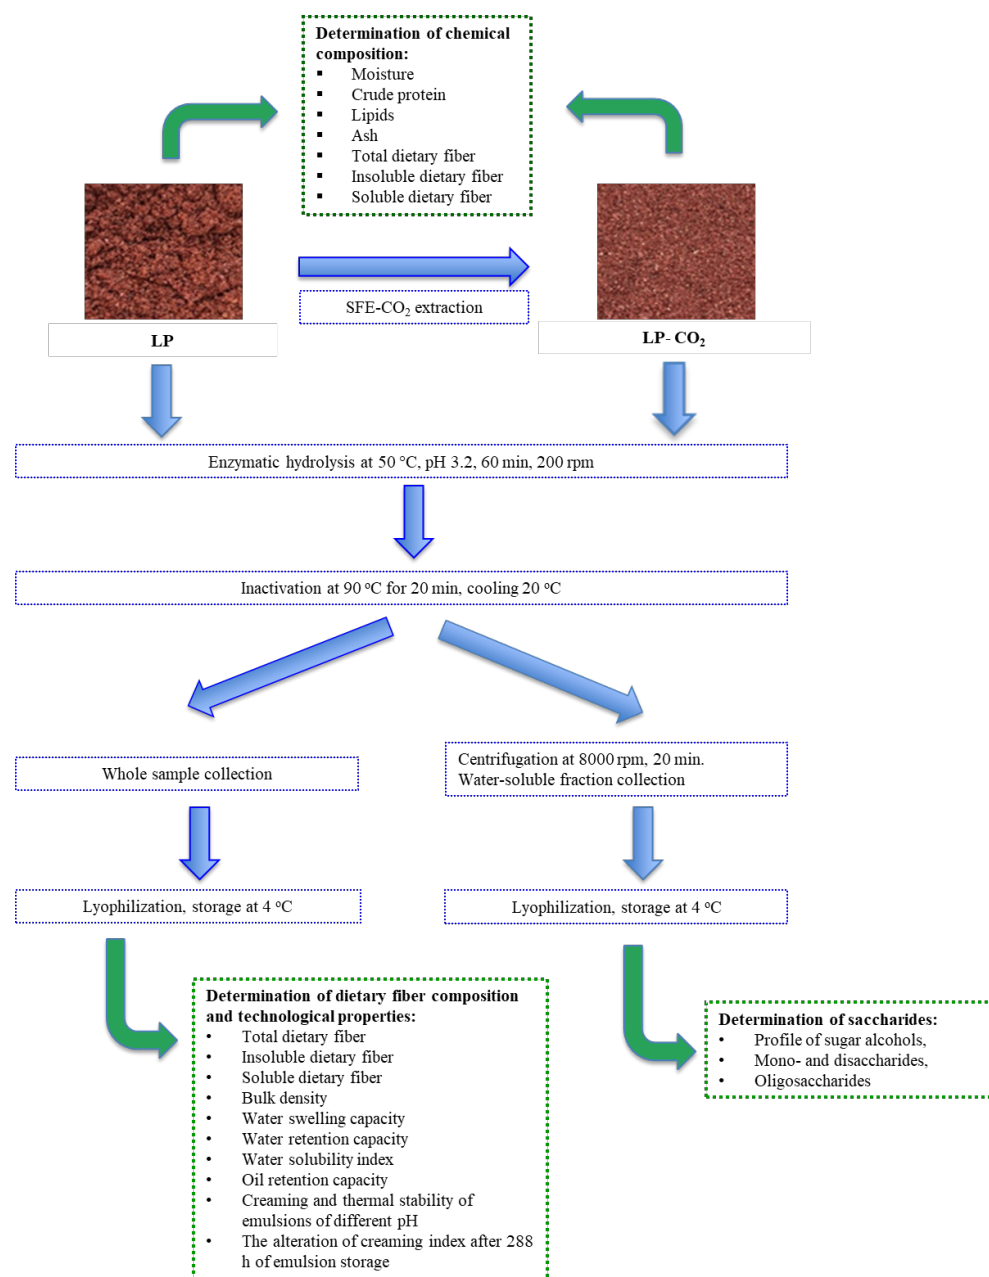 Determination of chemical
composition:
▪ Moisture
▪ Crude protein
▪ Lipids
▪ Ash
▪ Total dietary fiber
▪ Insoluble dietary fiber
▪ Soluble dietary fiber
SFE-CO₂ extraction
LP
LP- CO₂
Enzymatic hydrolysis at 50 °C, pH 3.2, 60 min, 200 rpm
Inactivation at 90 °C for 20 min, cooling 20 °C
Whole sample collection
Centrifugation at 8000 rpm, 20 min.
Water-soluble fraction collection
Lyophilization, storage at 4 °C
Lyophilization, storage at 4 °C
Determination of dietary fiber composition
and technological properties:
• Total dietary fiber
• Insoluble dietary fiber
• Soluble dietary fiber
• Bulk density
• Water swelling capacity
• Water retention capacity
• Water solubility index
• Oil retention capacity
• Creaming and thermal stability of
emulsions of different pH
• The alteration of creaming index after 288
h of emulsion storage
Determination of saccharides:
• Profile of sugar alcohols,
• Mono- and disaccharides,
• Oligosaccharides